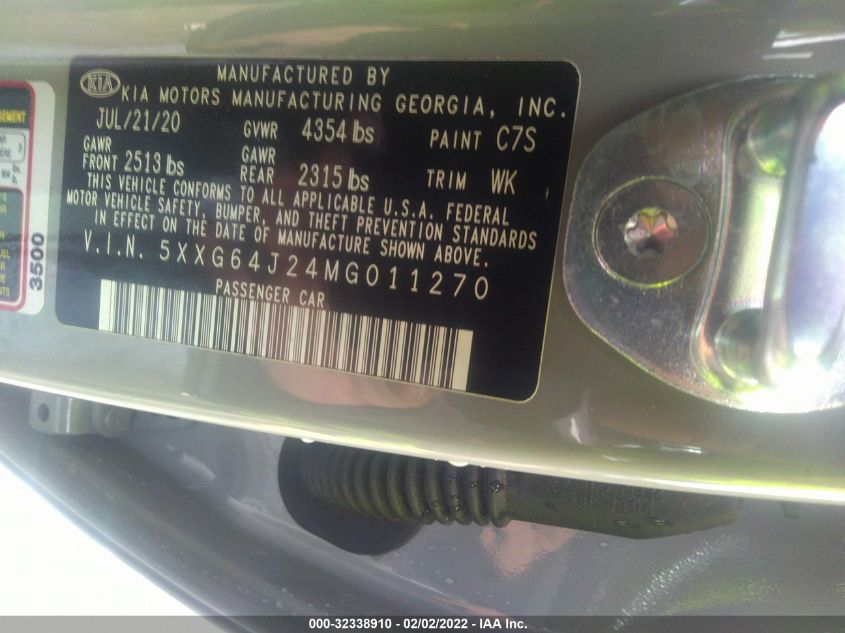 KIA
MANUFACTURED BY
KIA MOTORS MANUFACTURING GEORGIA, INC.
JUL/21/20 GVWR 4354 lbs PAINT C7S
GAWR FRONT 2513 lbs GAWR REAR 2315 lbs TRIM WK
THIS VEHICLE CONFORMS TO ALL APPLICABLE U.S.A. FEDERAL
MOTOR VEHICLE SAFETY, BUMPER, AND THEFT PREVENTION STANDARDS
IN EFFECT ON THE DATE OF MANUFACTURE SHOWN ABOVE.
V.I.N. 5XXG64J24MG011270
PASSENGER CAR
3500
000-32338910 - 02/02/2022 - IAA Inc.